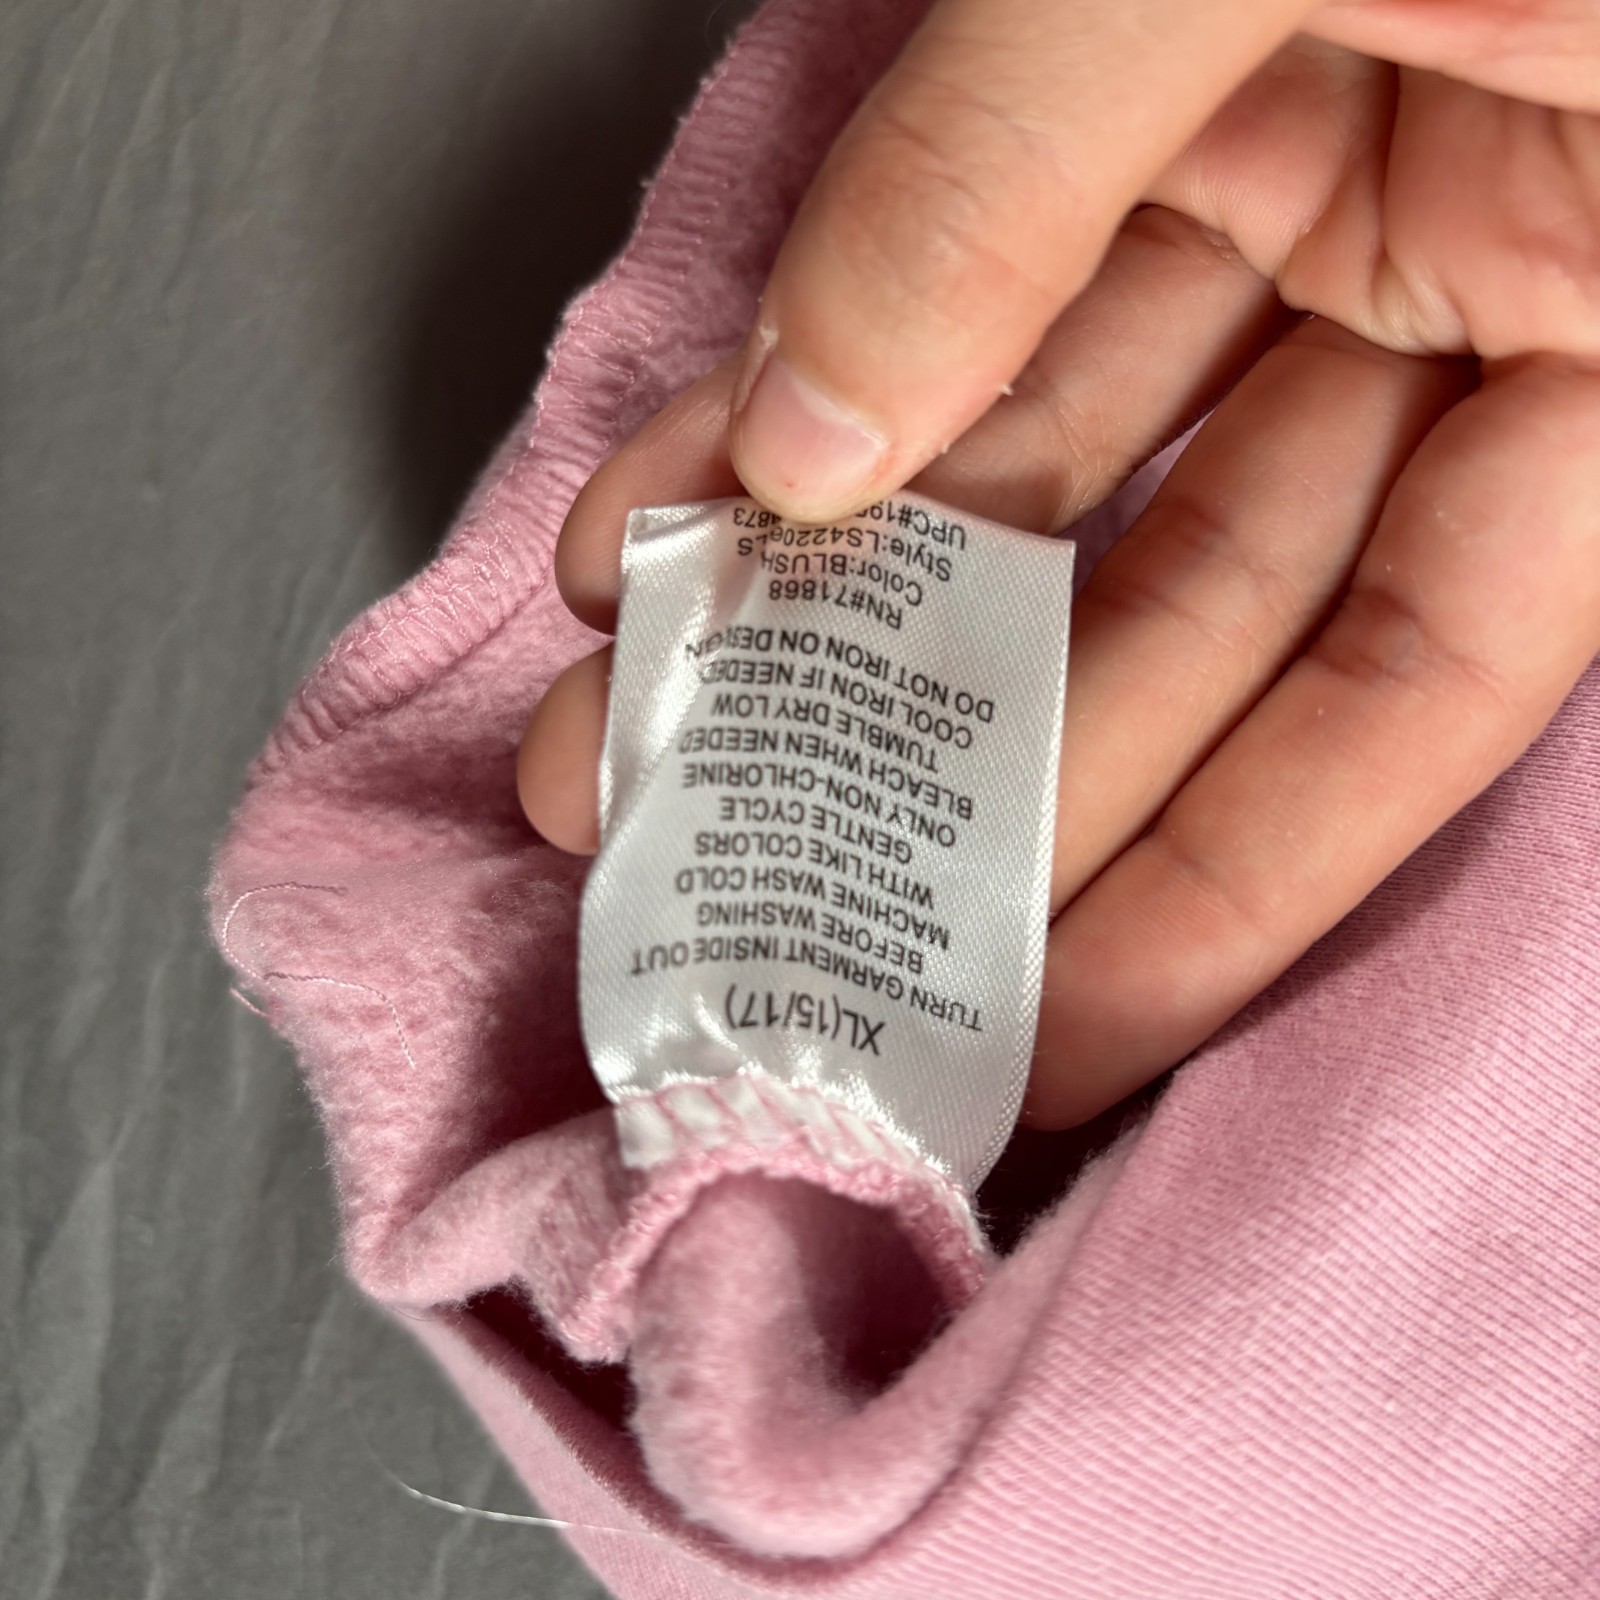 XL(15/17)
TURN GARMENT INSIDE OUT
BEFORE WASHING
MACHINE WASH COLD
WITH LIKE COLORS
GENTLE CYCLE
ONLY NON-CHLORINE
BLEACH WHEN NEEDED
TUMBLE DRY LOW
COOL IRON IF NEEDED
DO NOT IRON ON DESIGN
RN#71868
Color:BLUSH